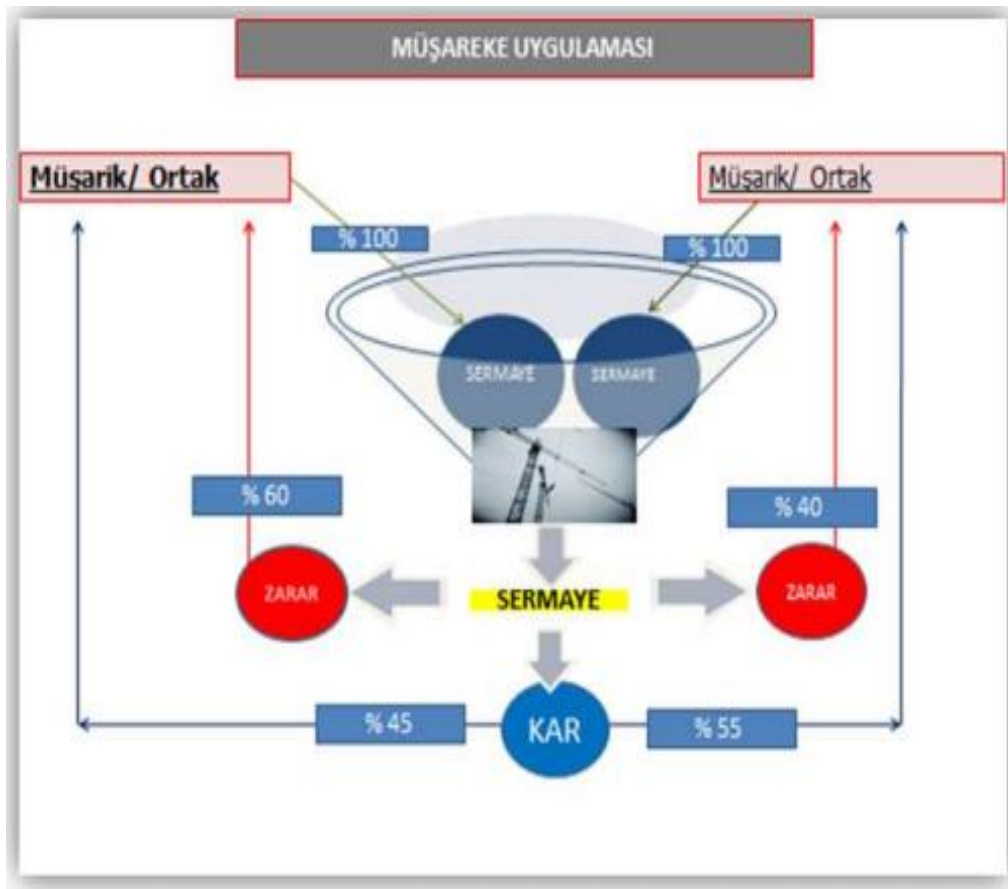 MÜŞAREKE UYGULAMASI
Müşarik/ Ortak
Müşarik/ Ortak
% 100
% 100
SERMAYE
SERMAYE
% 60
% 40
ZARAR
SERMAYE
ZARAR
% 45
KAR
% 55